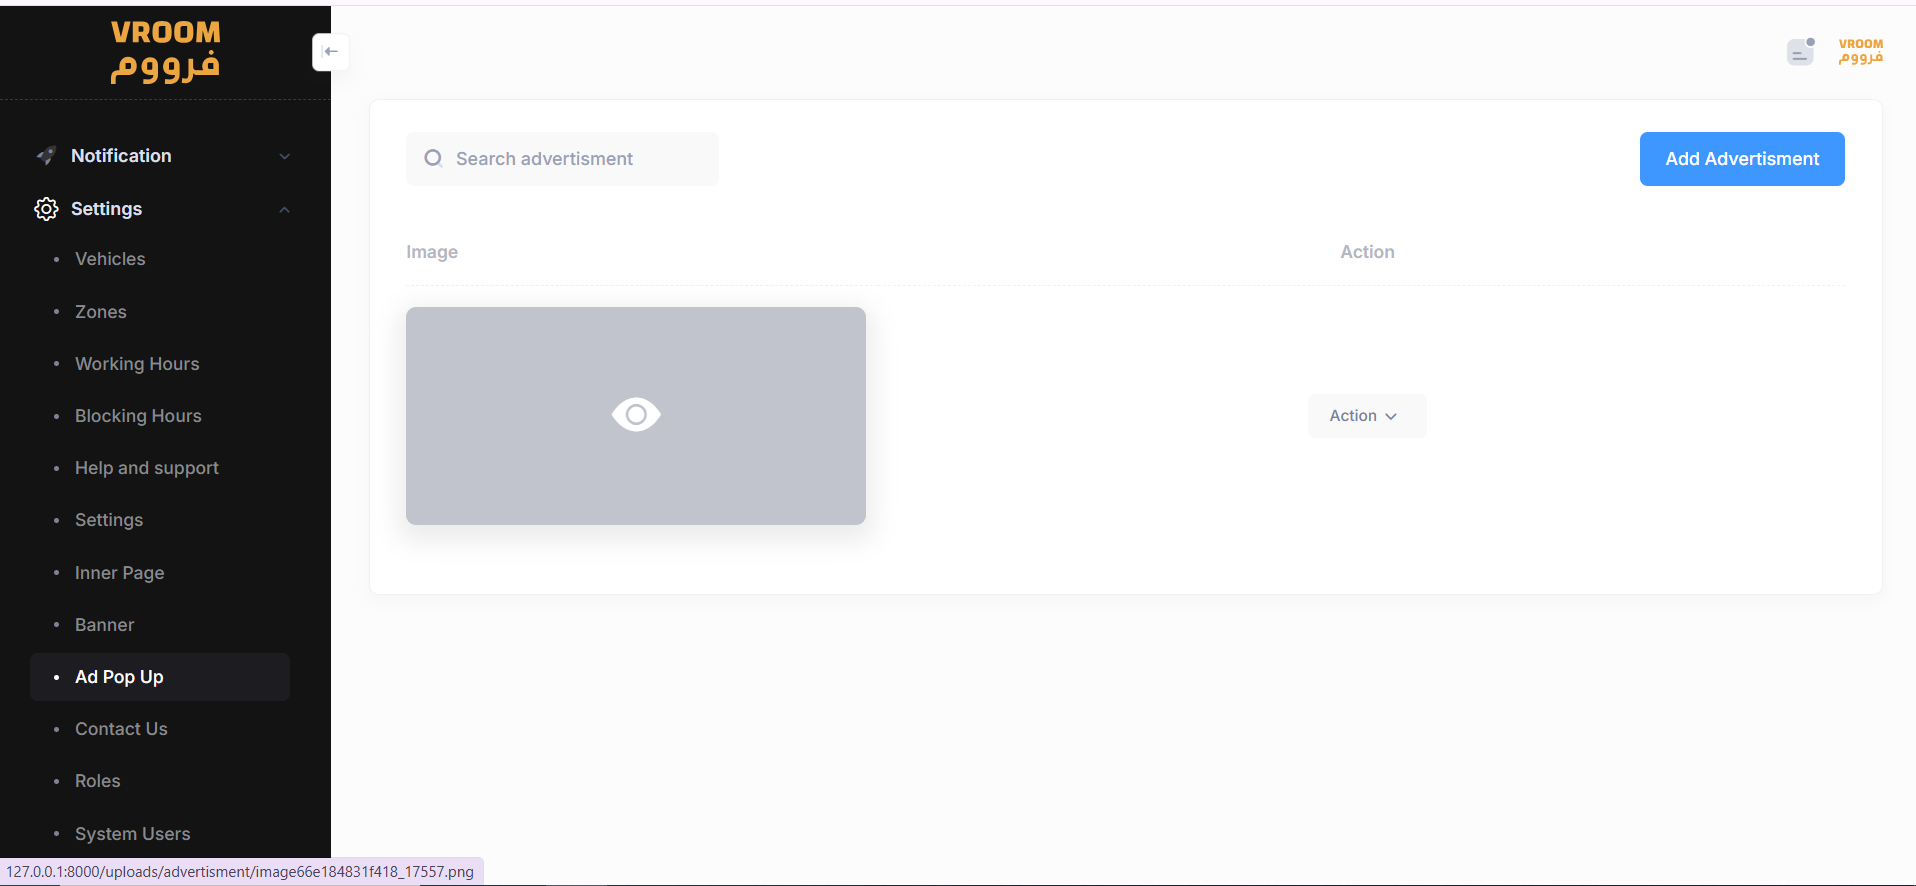 VROOM
فرووم
Notification
Settings
Vehicles
Zones
Working Hours
Blocking Hours
Help and support
Settings
Inner Page
Banner
Ad Pop Up
Contact Us
Roles
System Users
VROOM
فرووم
Search advertisment
Add Advertisment
Image
Action
Action
127.0.0.1:8000/uploads/advertisment/image66e184831f418_17557.png